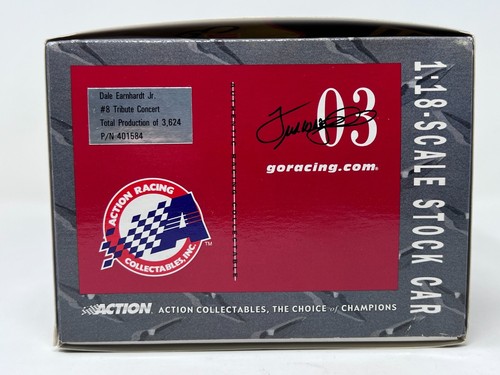 Dale Earnhardt Jr.
#8 Tribute Concert
Total Production of 3,624
P/N 401584
03
goracing.com®
ACTION RACING
COLLECTABLES, INC.
TM
ACTION ACTION COLLECTABLES, THE CHOICE of CHAMPIONS
1:18-SCALE STOCK CAR